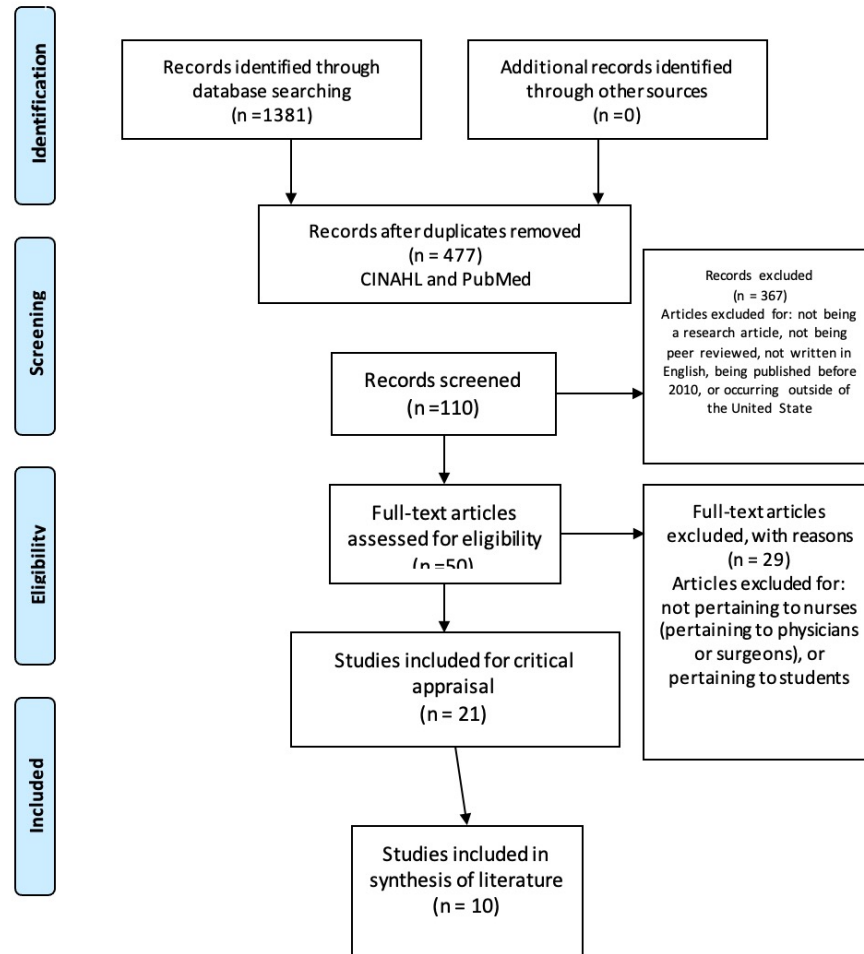 Identification
Records identified through
database searching
(n =1381)
Additional records identified
through other sources
(n =0)
Records after duplicates removed
(n = 477)
CINAHL and PubMed
Screening
Records screened
(n =110)
Records excluded
(n = 367)
Articles excluded for: not being
a research article, not being
peer reviewed, not written in
English, being published before
2010, or occurring outside of
the United State
Eligibility
Full-text articles
assessed for eligibility
(n =50)
Full-text articles
excluded, with reasons
(n = 29)
Articles excluded for:
not pertaining to nurses
(pertaining to physicians
or surgeons), or
pertaining to students
Studies included for critical
appraisal
(n = 21)
Included
Studies included in
synthesis of literature
(n = 10)